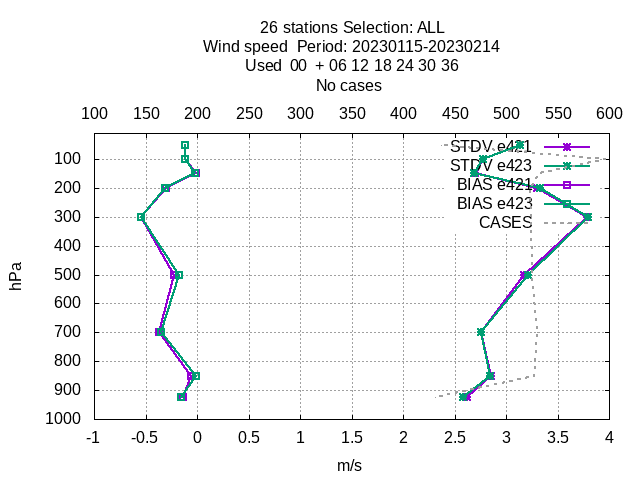 26 stations Selection: ALL
Wind speed  Period: 20230115-20230214
Used  00  + 06 12 18 24 30 36
No cases
100 150 200 250 300 350 400 450 500 550 600
STDV e421
STDV e423
BIAS e421
BIAS e423
CASES
hPa
100
200
300
400
500
600
700
800
900
1000
-1 -0.5 0 0.5 1 1.5 2 2.5 3 3.5 4
m/s